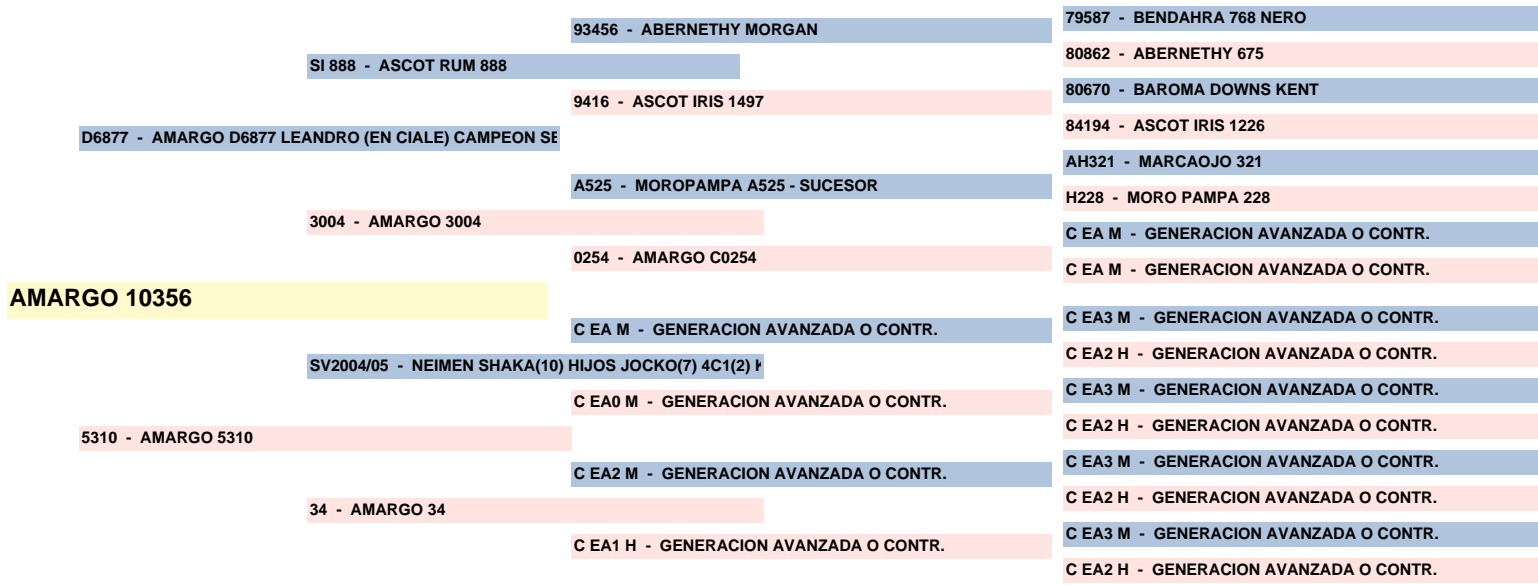 79587 - BENDAHRA 768 NERO
93456 - ABERNETHY MORGAN
80862 - ABERNETHY 675
SI 888 - ASCOT RUM 888
80670 - BAROMA DOWNS KENT
9416 - ASCOT IRIS 1497
84194 - ASCOT IRIS 1226
D6877 - AMARGO D6877 LEANDRO (EN CIALE) CAMPEON SE
AH321 - MARCAOJO 321
A525 - MOROPAMPA A525 - SUCESOR
H228 - MORO PAMPA 228
3004 - AMARGO 3004
C EA M - GENERACION AVANZADA O CONTR.
0254 - AMARGO C0254
C EA M - GENERACION AVANZADA O CONTR.
AMARGO 10356
C EA3 M - GENERACION AVANZADA O CONTR.
C EA M - GENERACION AVANZADA O CONTR.
C EA2 H - GENERACION AVANZADA O CONTR.
SV2004/05 - NEIMEN SHAKA(10) HIJOS JOCKO(7) 4C1(2)
C EA3 M - GENERACION AVANZADA O CONTR.
C EA0 M - GENERACION AVANZADA O CONTR.
C EA2 H - GENERACION AVANZADA O CONTR.
5310 - AMARGO 5310
C EA3 M - GENERACION AVANZADA O CONTR.
C EA2 M - GENERACION AVANZADA O CONTR.
C EA2 H - GENERACION AVANZADA O CONTR.
34 - AMARGO 34
C EA3 M - GENERACION AVANZADA O CONTR.
C EA1 H - GENERACION AVANZADA O CONTR.
C EA2 H - GENERACION AVANZADA O CONTR.